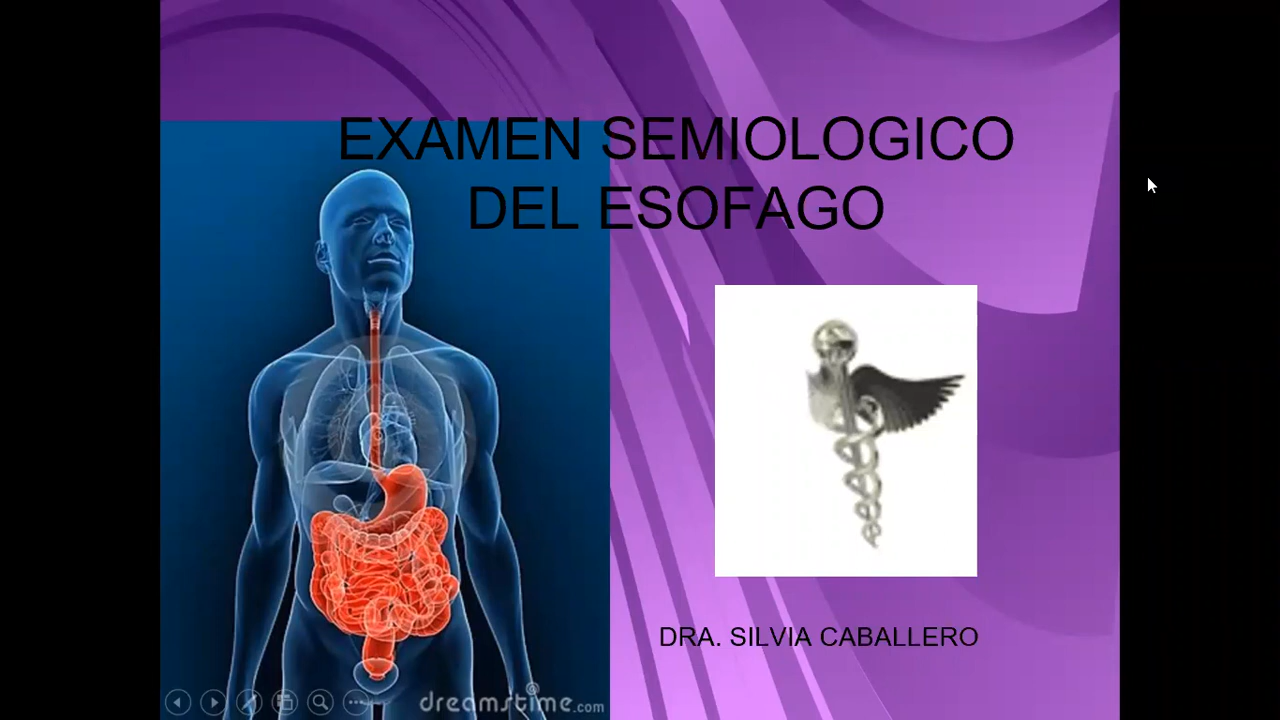 EXAMEN SEMIOLOGICO
DEL ESOFAGO
DRA. SILVIA CABALLERO
dreamstime.com